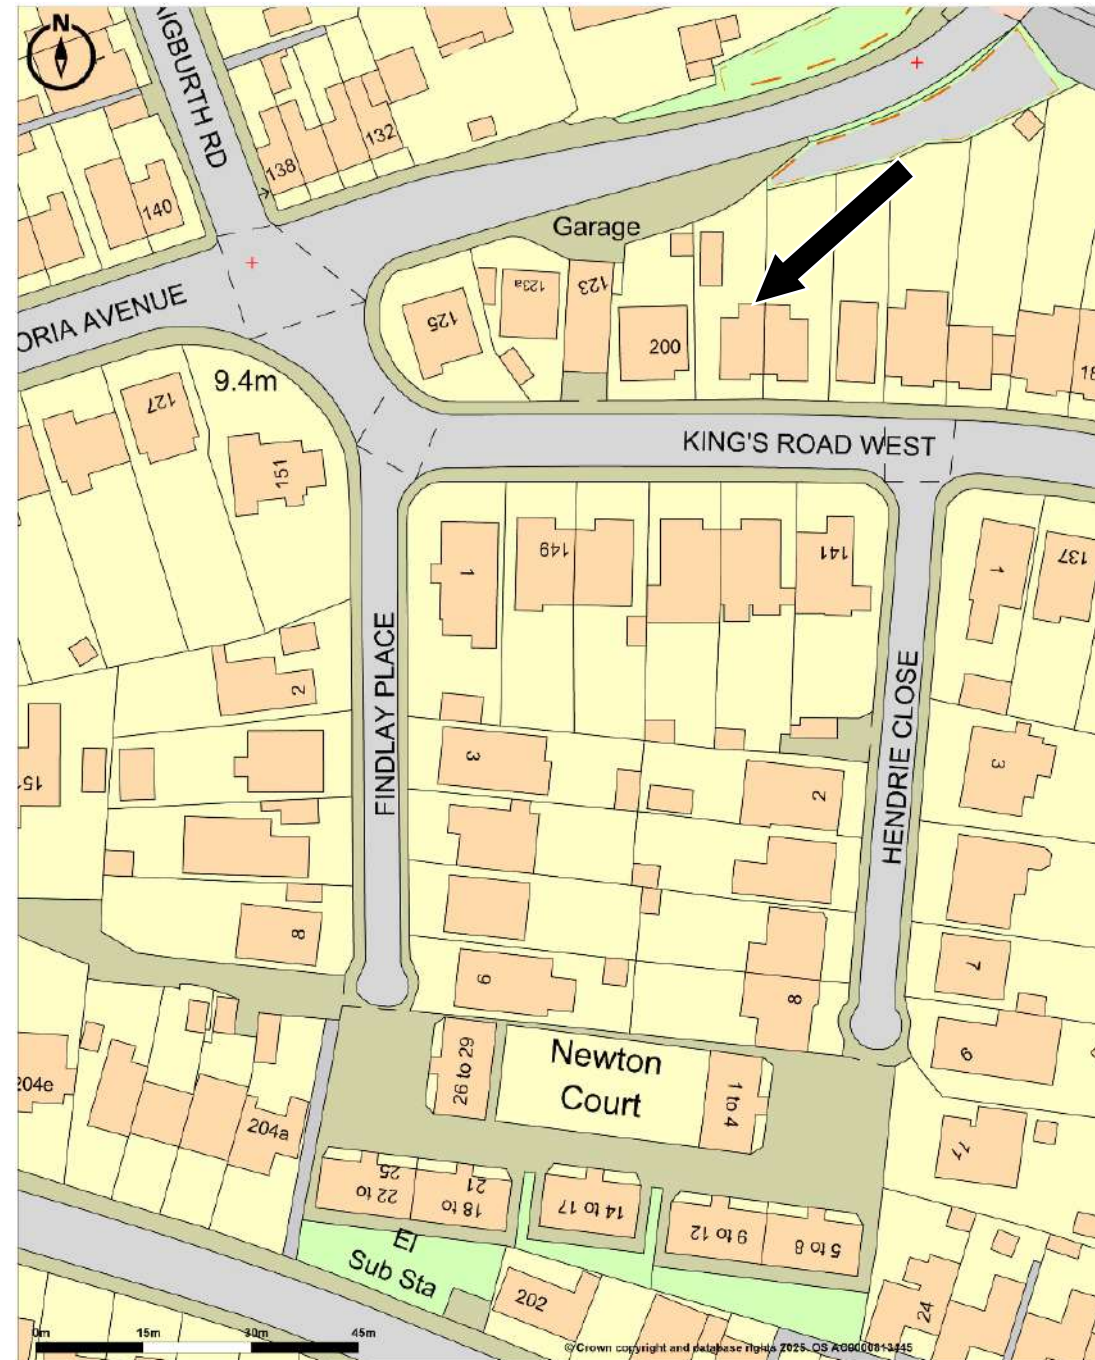 N
AIGBURTH RD
132
138
140
Garage
123a
123
125
ORIA AVENUE
200
9.4m
127
151
KING'S ROAD WEST
18
1
149
141
1
137
FINDLAY PLACE
HENDRIE CLOSE
2
3
2
3
15
8
9
8
7
9
Newton
Court
26 to 29
1 to 4
204e
204a
11
22 to
25
18 to
21
14 to 17
9 to 12
5 to 8
El
Sub Sta
202
24
0m 15m 30m 45m
© Crown copyright and database rights 2025. OS AC0000813445